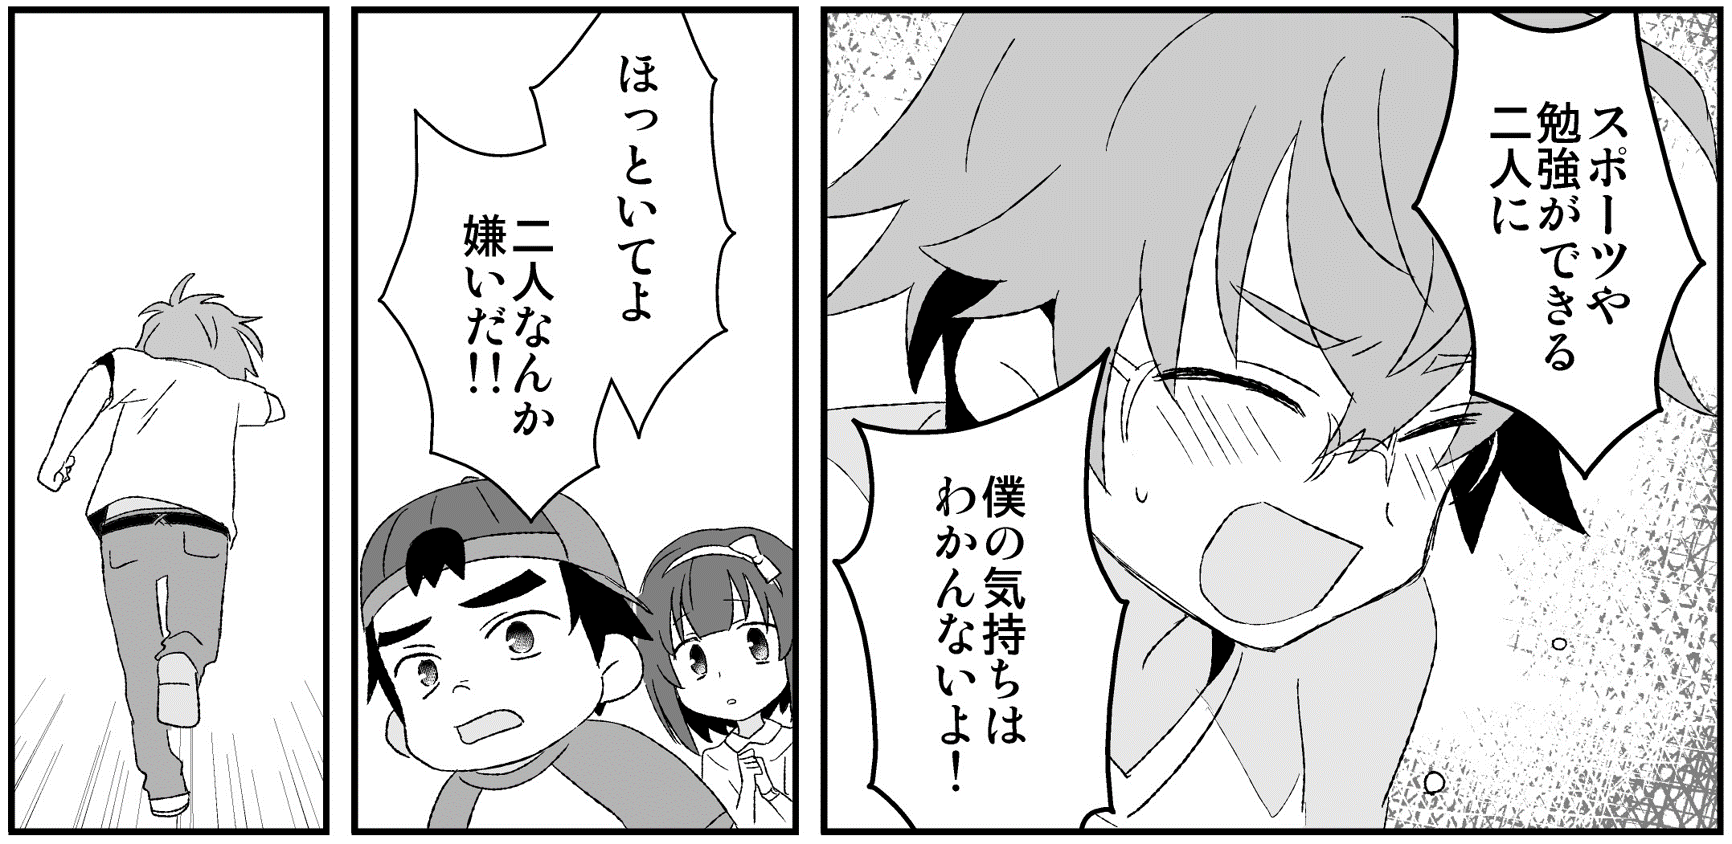 スポーツや
勉強ができる
二人に
僕の気持ちは
わかんないよ！
ほっといてよ
二人なんか
嫌いだ!!